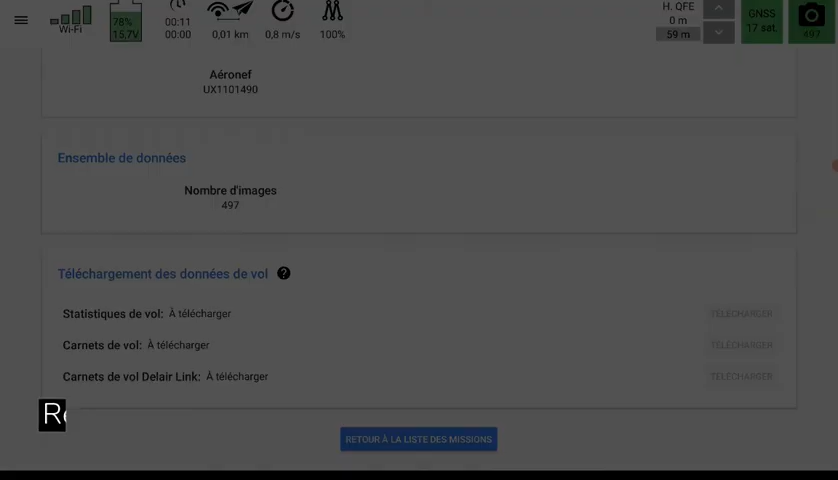 Wi-Fi
78%
15,7V
00:11
00:00
0,01 km
0,8 m/s
100%
H. QFE
0 m
59 m
GNSS
17 sat.
497
Aéronef
UX1101490
Ensemble de données
Nombre d'images
497
Téléchargement des données de vol ?
Statistiques de vol: À télécharger TÉLÉCHARGER
Carnets de vol: À télécharger TÉLÉCHARGER
Carnets de vol Delair Link: À télécharger TÉLÉCHARGER
RETOUR À LA LISTE DES MISSIONS